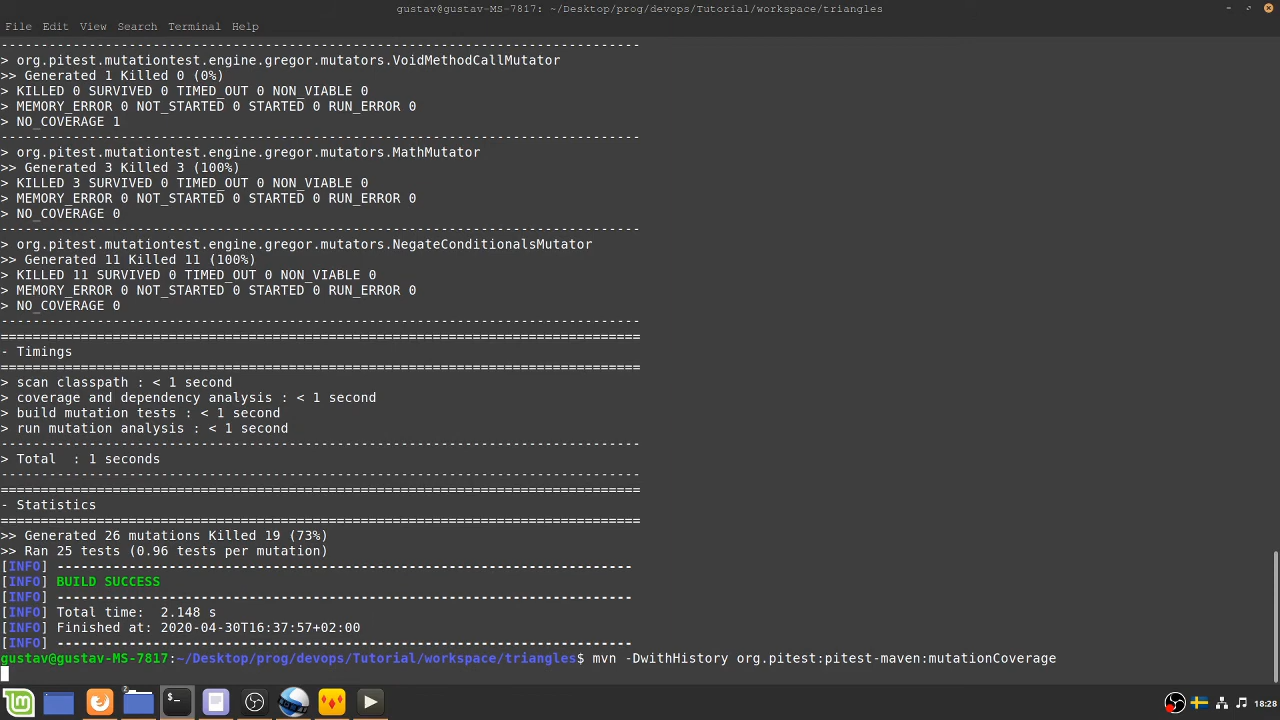 gustav@gustav-MS-7817: ~/Desktop/prog/devops/Tutorial/workspace/triangles
File Edit View Search Terminal Help
--------------------------------------------------------------------------------
> org.pitest.mutationtest.engine.gregor.mutators.VoidMethodCallMutator
>> Generated 1 Killed 0 (0%)
> KILLED 0 SURVIVED 0 TIMED_OUT 0 NON_VIABLE 0
> MEMORY_ERROR 0 NOT_STARTED 0 STARTED 0 RUN_ERROR 0
> NO_COVERAGE 1
--------------------------------------------------------------------------------
> org.pitest.mutationtest.engine.gregor.mutators.MathMutator
>> Generated 3 Killed 3 (100%)
> KILLED 3 SURVIVED 0 TIMED_OUT 0 NON_VIABLE 0
> MEMORY_ERROR 0 NOT_STARTED 0 STARTED 0 RUN_ERROR 0
> NO_COVERAGE 0
--------------------------------------------------------------------------------
> org.pitest.mutationtest.engine.gregor.mutators.NegateConditionalsMutator
>> Generated 11 Killed 11 (100%)
> KILLED 11 SURVIVED 0 TIMED_OUT 0 NON_VIABLE 0
> MEMORY_ERROR 0 NOT_STARTED 0 STARTED 0 RUN_ERROR 0
> NO_COVERAGE 0
--------------------------------------------------------------------------------
================================================================================
- Timings
================================================================================
> scan classpath : < 1 second
> coverage and dependency analysis : < 1 second
> build mutation tests : < 1 second
> run mutation analysis : < 1 second
--------------------------------------------------------------------------------
> Total  : 1 seconds
--------------------------------------------------------------------------------
================================================================================
- Statistics
================================================================================
>> Generated 26 mutations Killed 19 (73%)
>> Ran 25 tests (0.96 tests per mutation)
[INFO] ------------------------------------------------------------------------
[INFO] BUILD SUCCESS
[INFO] ------------------------------------------------------------------------
[INFO] Total time:  2.148 s
[INFO] Finished at: 2020-04-30T16:37:57+02:00
[INFO] ------------------------------------------------------------------------
gustav@gustav-MS-7817:~/Desktop/prog/devops/Tutorial/workspace/triangles$ mvn -DwithHistory org.pitest:pitest-maven:mutationCoverage
2
$_
18:28